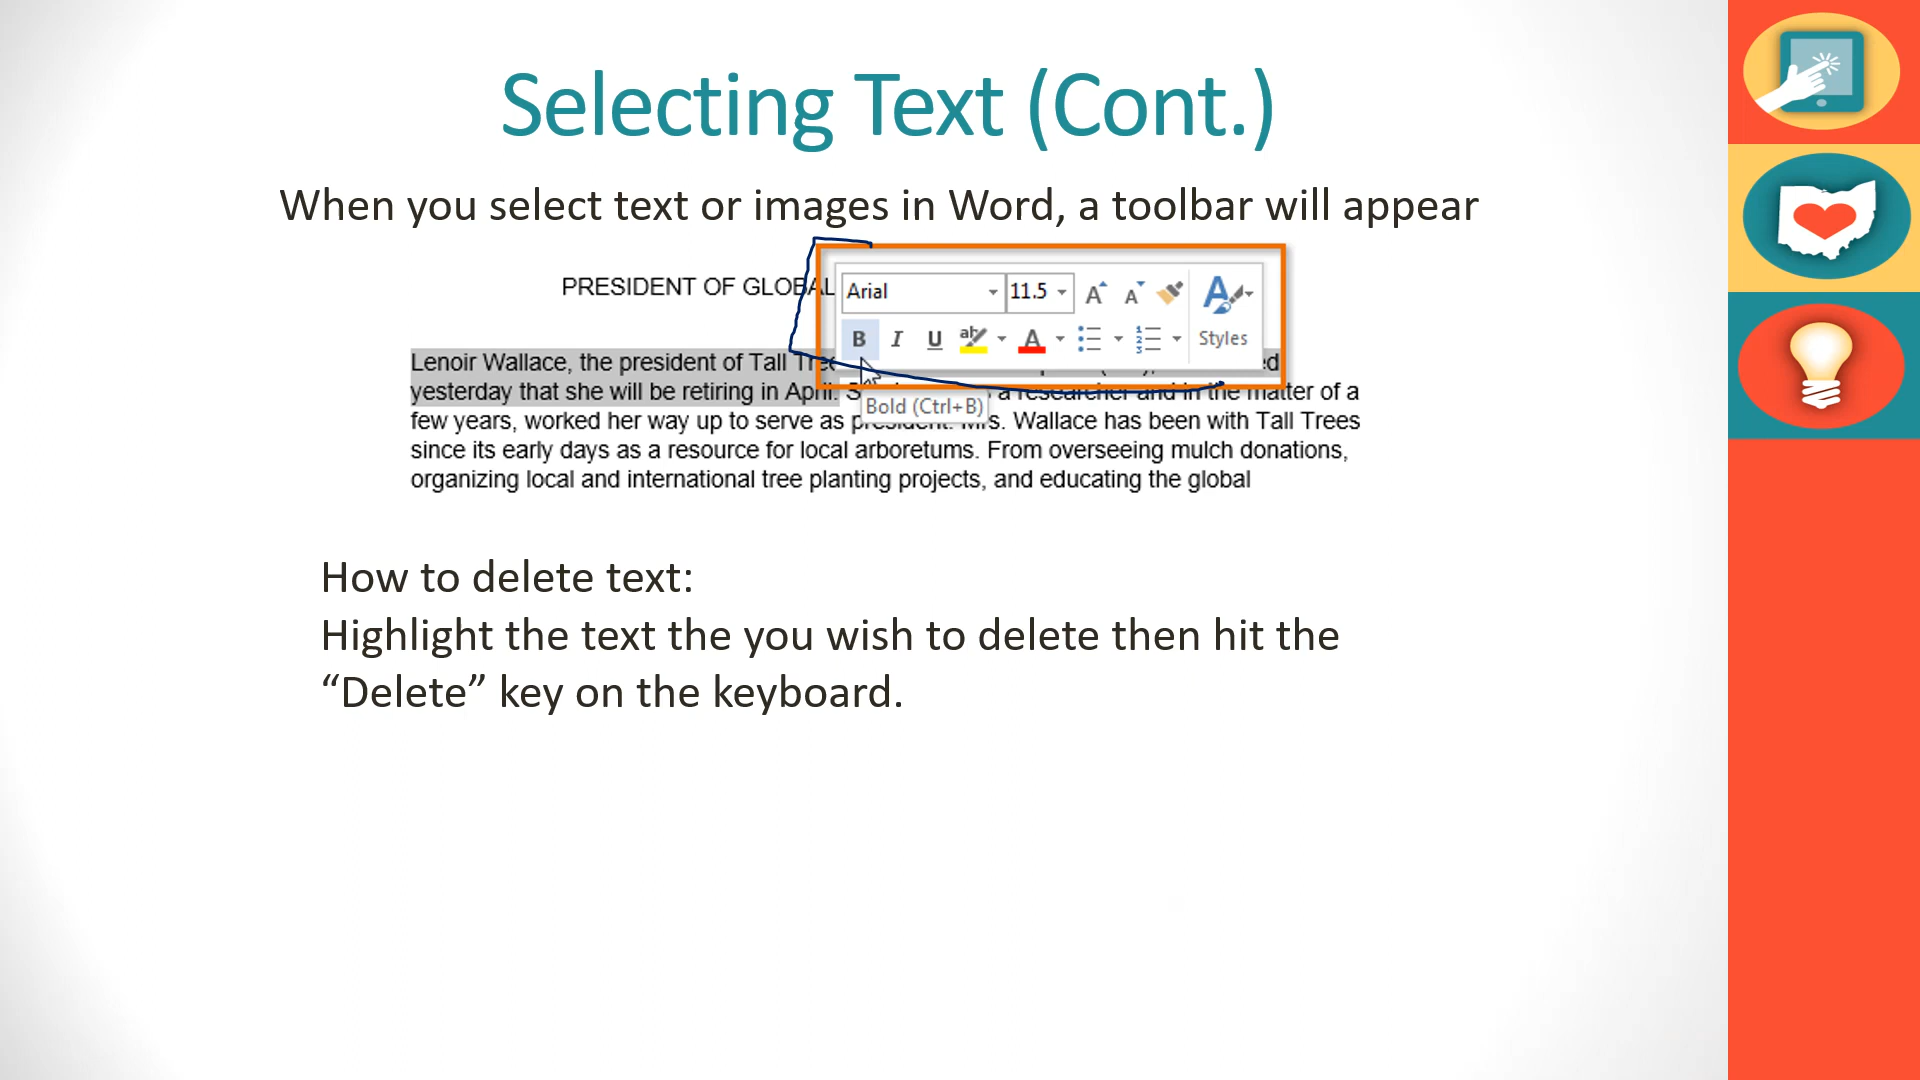 Selecting Text (Cont.)
When you select text or images in Word, a toolbar will appear
PRESIDENT OF GLOBAL
Arial 11.5
B I U ab A Styles
Lenoir Wallace, the president of Tall
yesterday that she will be retiring in April. a researcher and in the matter of a
Bold (Ctrl+B)
few years, worked her way up to serve as president. Mrs. Wallace has been with Tall Trees
since its early days as a resource for local arboretums. From overseeing mulch donations,
organizing local and international tree planting projects, and educating the global
How to delete text:
Highlight the text the you wish to delete then hit the
“Delete” key on the keyboard.